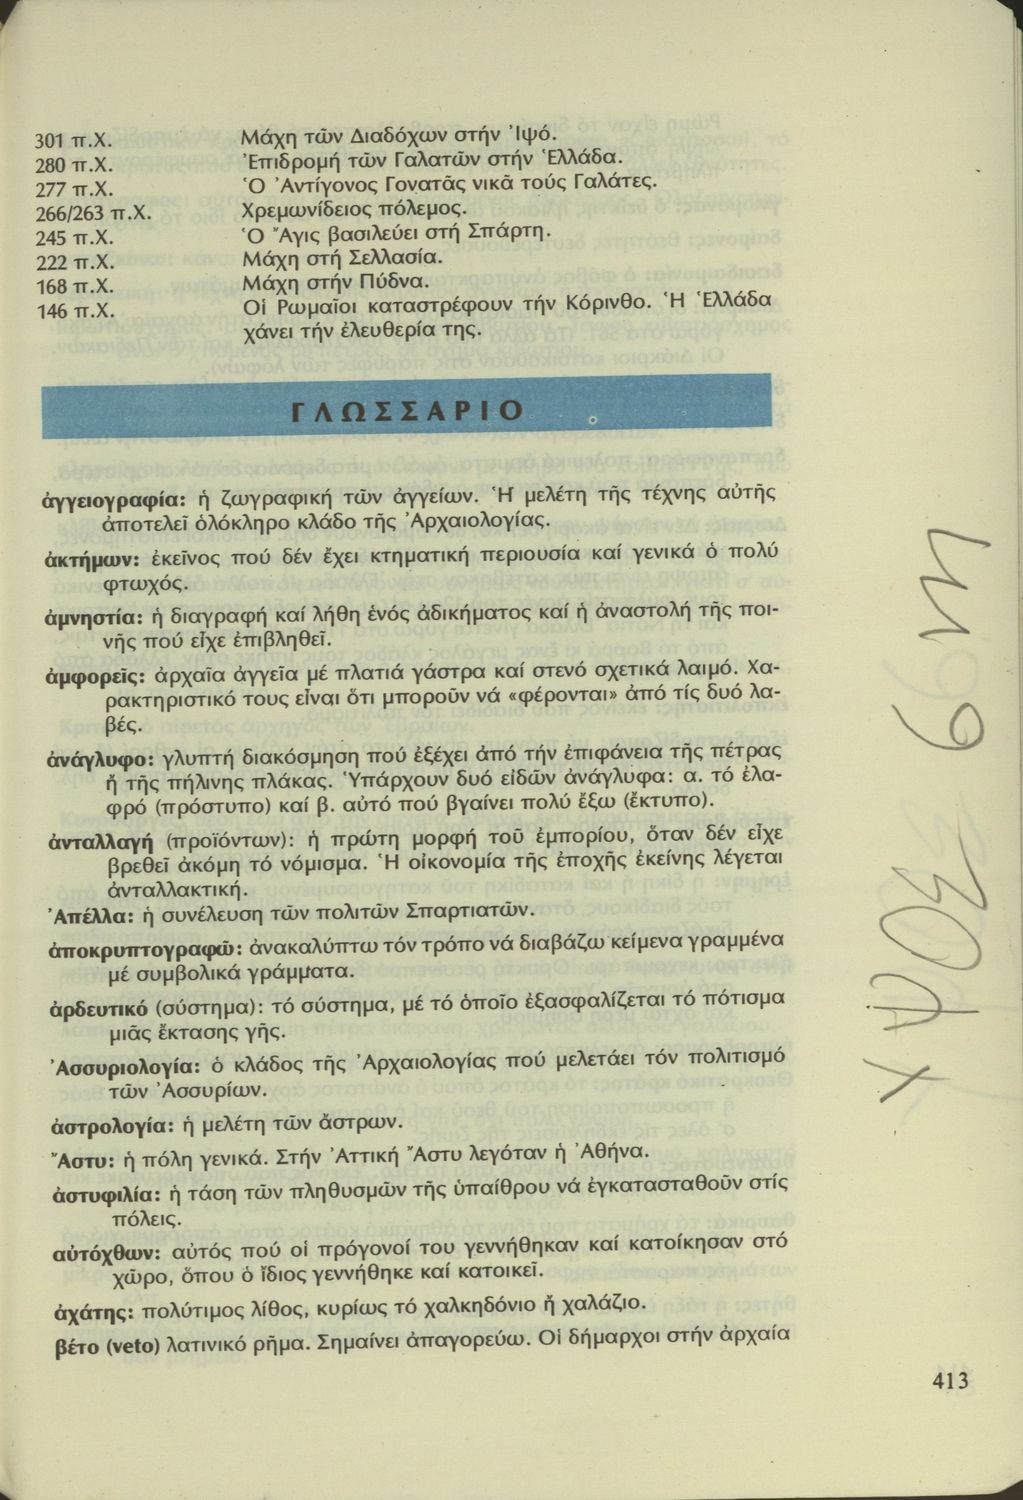 301 π.Χ. Μάχη τῶν Διαδόχων στήν Ἰψό.
280 π.Χ. Ἐπιδρομή τῶν Γαλατῶν στήν Ἑλλάδα.
277 π.Χ. Ὁ Ἀντίγονος Γονατᾶς νικᾶ τούς Γαλάτες.
266/263 π.Χ. Χρεμωνίδειος πόλεμος.
245 π.Χ. Ὁ Ἄγις βασιλεύει στή Σπάρτη.
222 π.Χ. Μάχη στή Σελλασία.
168 π.Χ. Μάχη στήν Πύδνα.
146 π.Χ. Οἱ Ρωμαῖοι καταστρέφουν τήν Κόρινθο. Ἡ Ἑλλάδα
χάνει τήν ἐλευθερία της.
ΓΛΩΣΣΑΡΙΟ
ἀγγειογραφία: ἡ ζωγραφική τῶν ἀγγείων. Ἡ μελέτη τῆς τέχνης αὐτῆς
ἀποτελεῖ ὁλόκληρο κλάδο τῆς Ἀρχαιολογίας.
ἀκτήμων: ἐκεῖνος πού δέν ἔχει κτηματική περιουσία καί γενικά ὁ πολύ
φτωχός.
ἀμνηστία: ἡ διαγραφή καί λήθη ἑνός ἀδικήματος καί ἡ ἀναστολή τῆς ποι-
νῆς πού εἶχε ἐπιβληθεῖ.
ἀμφορεῖς: ἀρχαῖα ἀγγεῖα μέ πλατιά γάστρα καί στενό σχετικά λαιμό. Χα-
ρακτηριστικό τους εἶναι ὅτι μποροῦν νά «φέρονται» ἀπό τίς δυό λα-
βές.
ἀνάγλυφο: γλυπτή διακόσμηση πού ἐξέχει ἀπό τήν ἐπιφάνεια τῆς πέτρας
ἤ τῆς πήλινης πλάκας. Ὑπάρχουν δυό εἰδῶν ἀνάγλυφα: α. τό ἐλα-
φρό (πρόστυπο) καί β. αὐτό πού βγαίνει πολύ ἔξω (ἔκτυπο).
ἀνταλλαγή (προϊόντων): ἡ πρώτη μορφή τοῦ ἐμπορίου, ὅταν δέν εἶχε
βρεθεῖ ἀκόμη τό νόμισμα. Ἡ οἰκονομία τῆς ἐποχῆς ἐκείνης λέγεται
ἀνταλλακτική.
Ἀπέλλα: ἡ συνέλευση τῶν πολιτῶν Σπαρτιατῶν.
ἀποκρυπτογραφῶ: ἀνακαλύπτω τόν τρόπο νά διαβάζω κείμενα γραμμένα
μέ συμβολικά γράμματα.
ἀρδευτικό (σύστημα): τό σύστημα, μέ τό ὁποῖο ἐξασφαλίζεται τό πότισμα
μιᾶς ἔκτασης γῆς.
Ἀσσυριολογία: ὁ κλάδος τῆς Ἀρχαιολογίας πού μελετάει τόν πολιτισμό
τῶν Ἀσσυρίων.
ἀστρολογία: ἡ μελέτη τῶν ἄστρων.
Ἄστυ: ἡ πόλη γενικά. Στήν Ἀττική Ἄστυ λεγόταν ἡ Ἀθήνα.
ἀστυφιλία: ἡ τάση τῶν πληθυσμῶν τῆς ὑπαίθρου νά ἐγκατασταθοῦν στίς
πόλεις.
αὐτόχθων: αὐτός πού οἱ πρόγονοί του γεννήθηκαν καί κατοίκησαν στό
χῶρο, ὅπου ὁ ἴδιος γεννήθηκε καί κατοικεῖ.
ἀχάτης: πολύτιμος λίθος, κυρίως τό χαλκηδόνιο ἤ χαλάζιο.
βέτο (veto) λατινικό ρῆμα. Σημαίνει ἀπαγορεύω. Οἱ δήμαρχοι στήν ἀρχαία
413